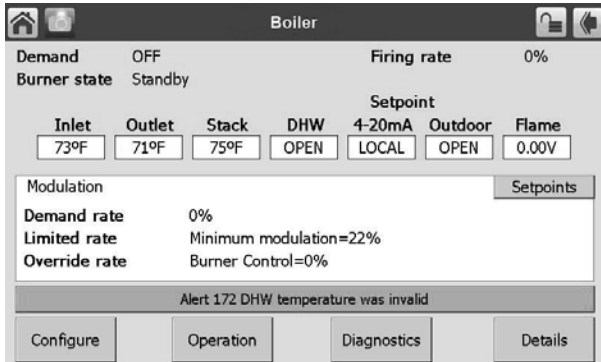 Boiler
Demand OFF Firing rate 0%
Burner state Standby
Setpoint
Inlet Outlet Stack DHW 4-20mA Outdoor Flame
73ºF 71ºF 75ºF OPEN LOCAL OPEN 0.00V
Modulation Setpoints
Demand rate 0%
Limited rate Minimum modulation=22%
Override rate Burner Control=0%
Alert 172 DHW temperature was invalid
Configure Operation Diagnostics Details